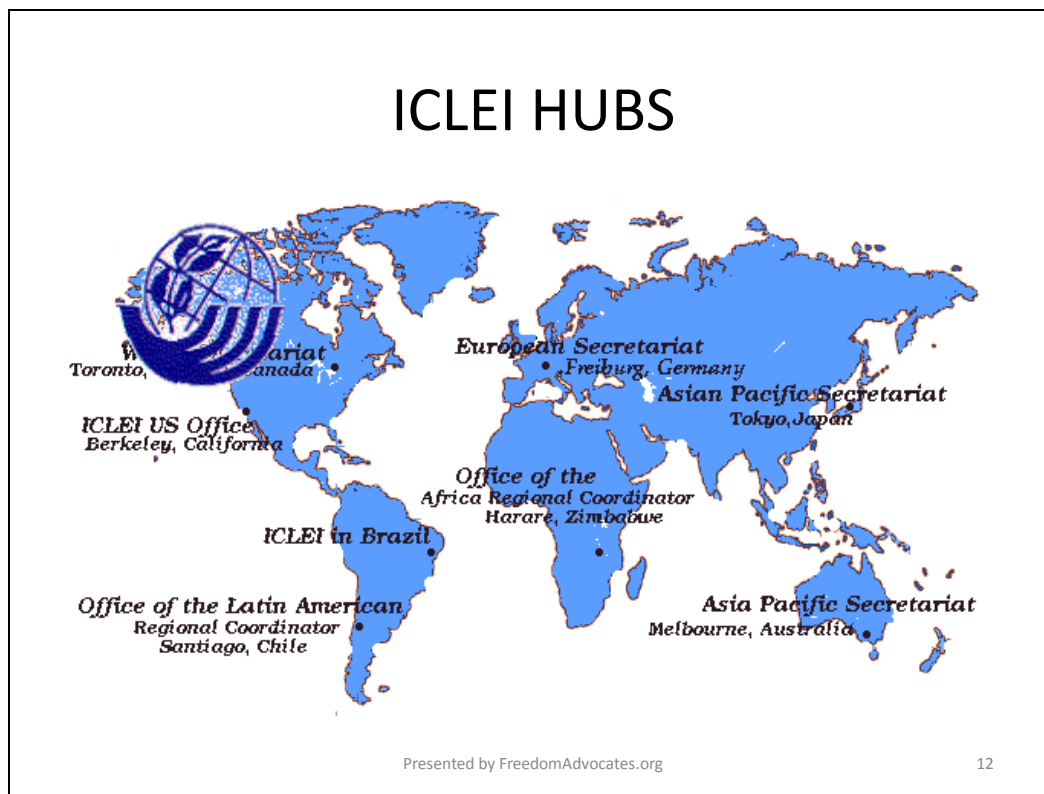 ICLEI HUBS
W ariat
Toronto, anada
European Secretariat
Freiburg, Germany
Asian Pacific Secretariat
Tokyo,Japan
ICLEI US Office
Berkeley, California
Office of the
Africa Regional Coordinator
Harare, Zimbabwe
ICLEI in Brazil
Office of the Latin American
Regional Coordinator
Santiago, Chile
Asia Pacific Secretariat
Melbourne, Australia
Presented by FreedomAdvocates.org
12